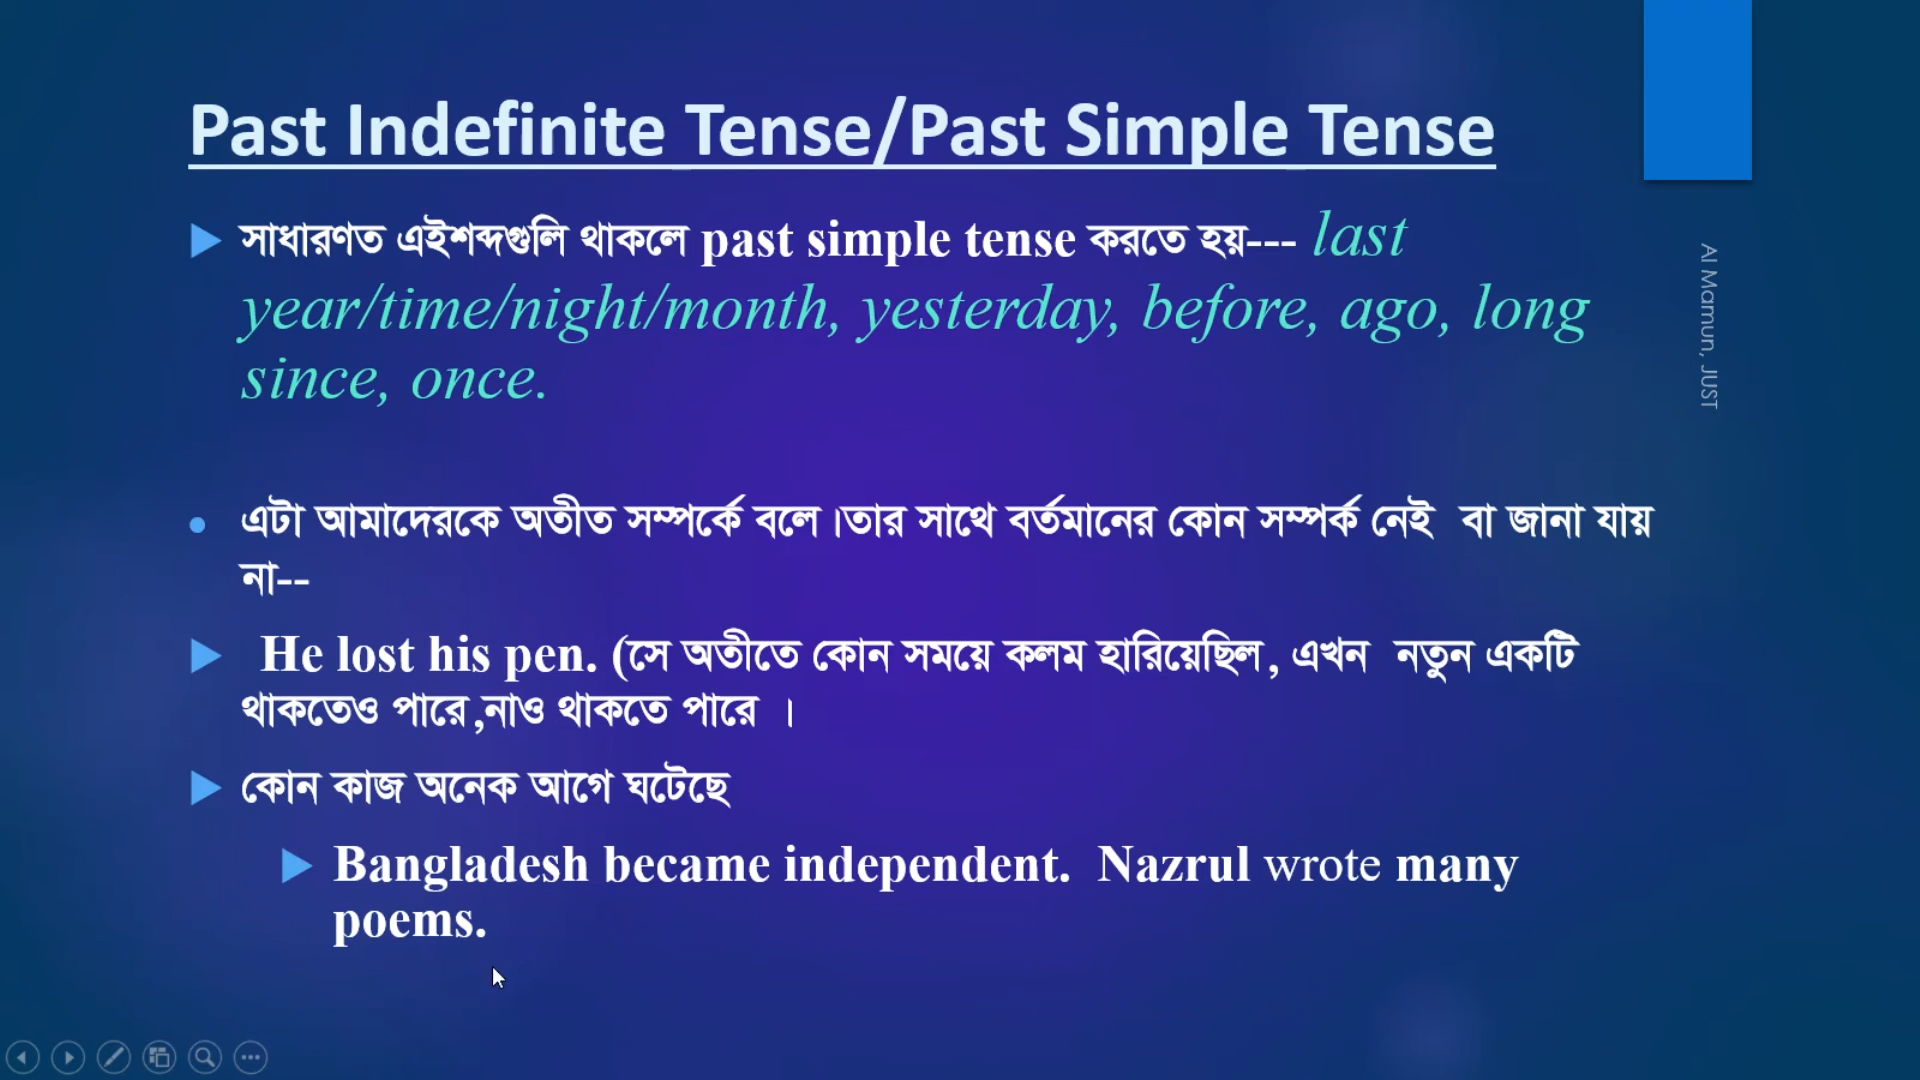 Past Indefinite Tense/Past Simple Tense
সাধারণত এইশব্দগুলি থাকলে past simple tense করতে হয়--- last
year/time/night/month, yesterday, before, ago, long
since, once.
এটা আমাদেরকে অতীত সম্পর্কে বলে।তার সাথে বর্তমানের কোন সম্পর্ক নেই বা জানা যায়
না--
He lost his pen. (সে অতীতে কোন সময়ে কলম হারিয়েছিল, এখন নতুন একটি
থাকতেও পারে,নাও থাকতে পারে ।
কোন কাজ অনেক আগে ঘটেছে
Bangladesh became independent. Nazrul wrote many
poems.
Al Mamun, JUST